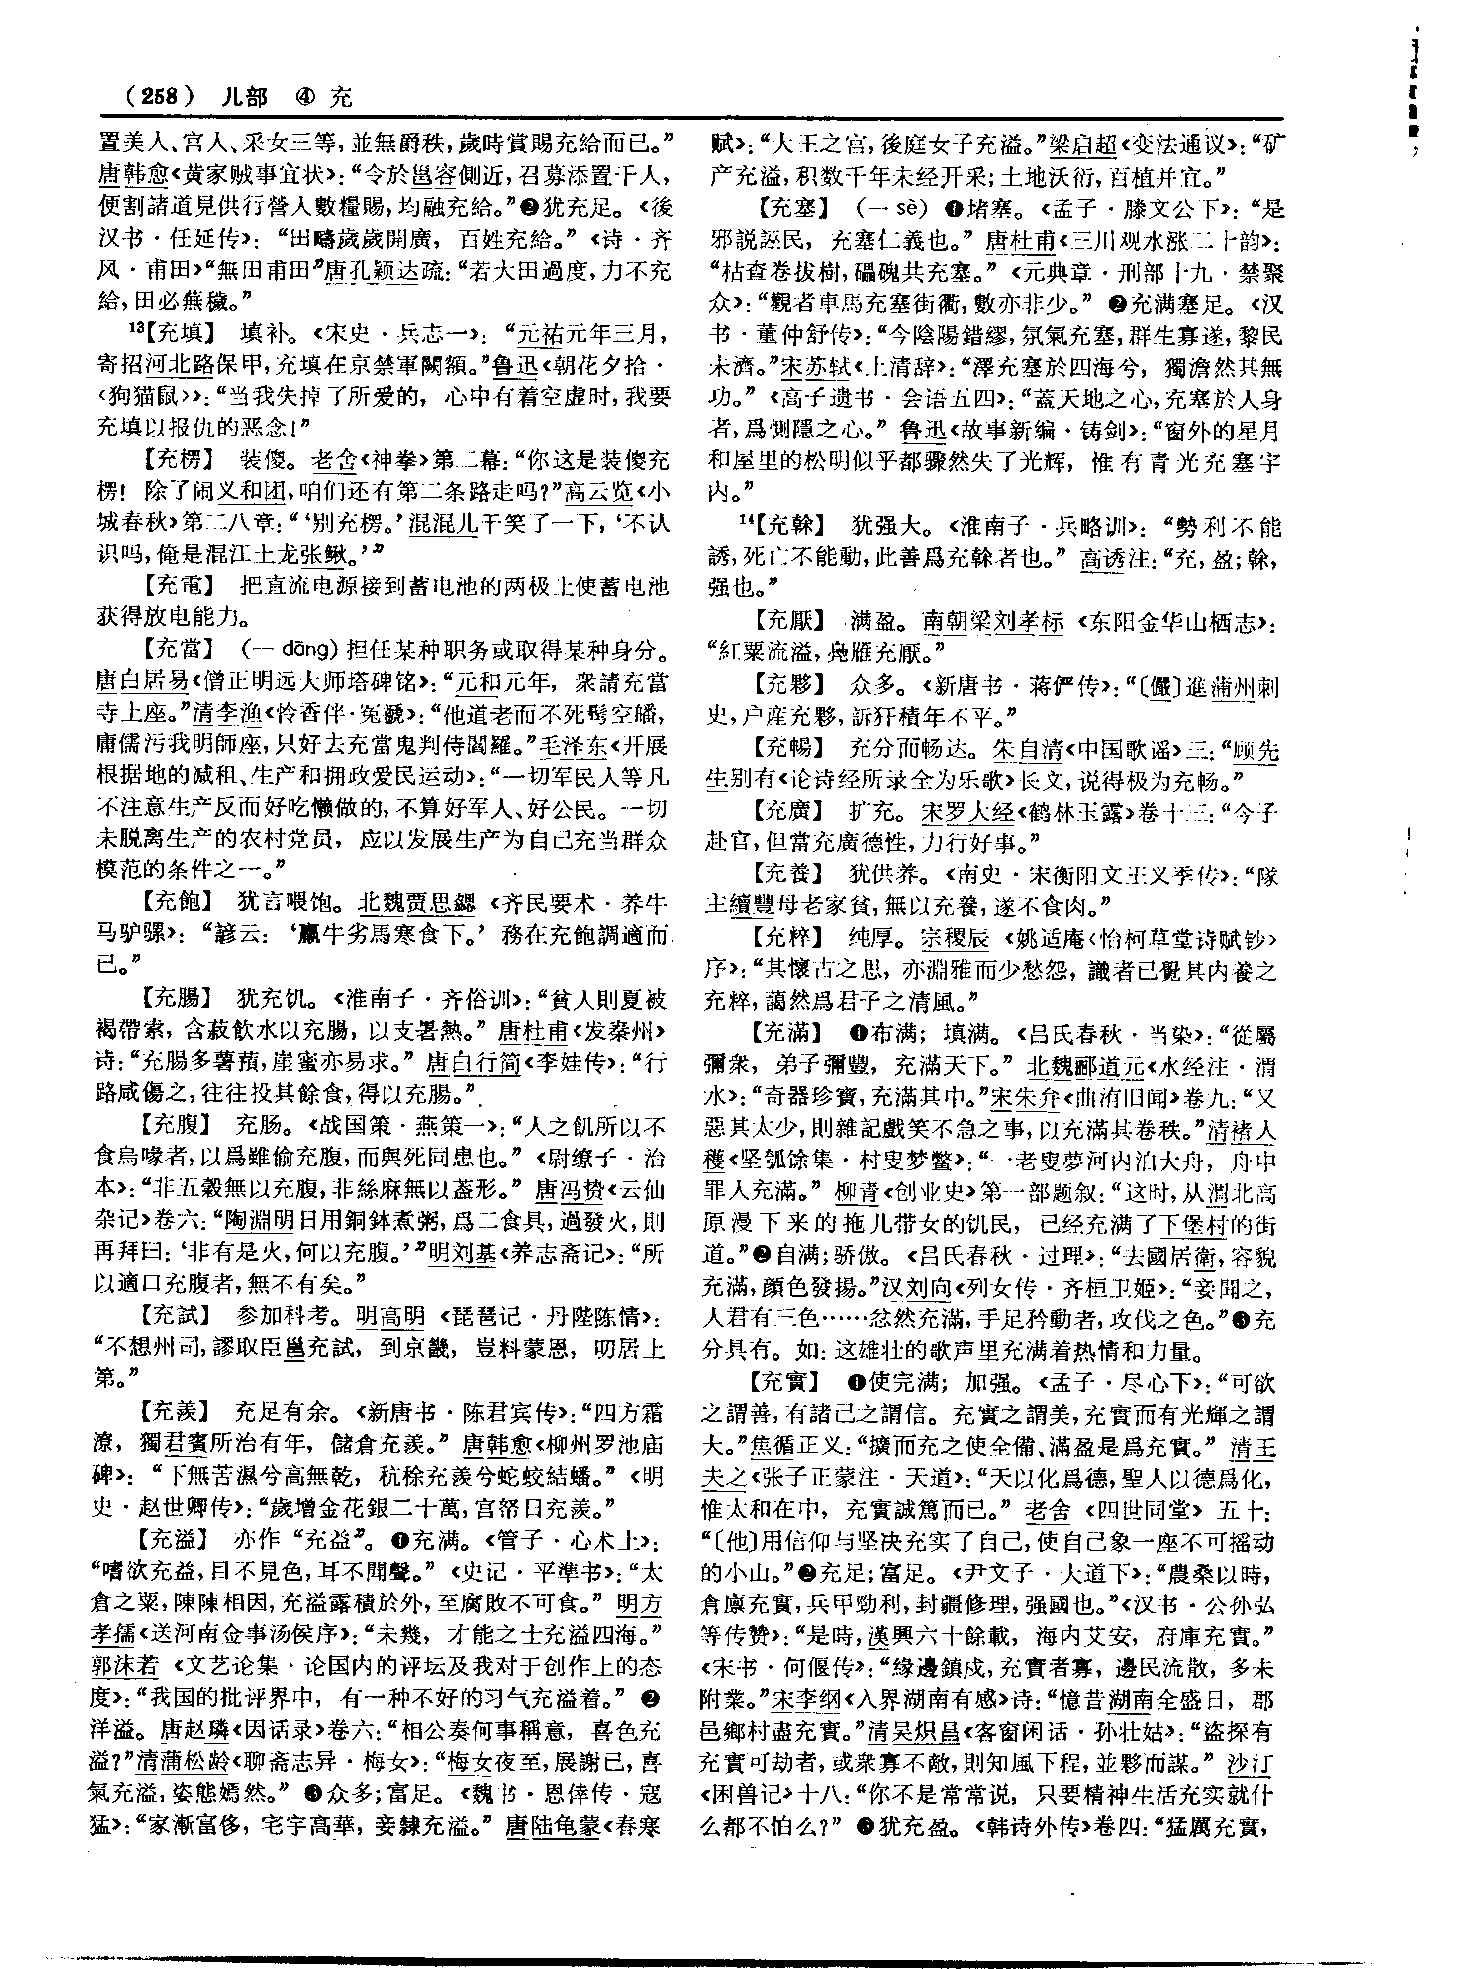 (258) 儿部 ④ 充
置美人、宫人、采女三等,並無爵秩,歲時賞賜充給而已。”
唐韩愈《黄家贼事宜状》:“令於邕容側近,召募添置千人,
便割諸道見供行營人數糧賜,均融充給。”❷犹充足。《後
汉书·任延传》:“田疇歲歲開廣,百姓充給。”《诗·齐
风·甫田》“無田甫田”唐孔颖达疏:“若大田過度,力不充
給,田必蕪穢。”
13【充填】 填补。《宋史·兵志一》:“元祐元年三月,
寄招河北路保甲,充填在京禁軍闕額。”鲁迅《朝花夕拾·
〈狗猫鼠〉》:“当我失掉了所爱的,心中有着空虚时,我要
充填以报仇的恶念!”
【充楞】 装傻。老舍《神拳》第二幕:“你这是装傻充
楞!除了闹义和团,咱们还有第二条路走吗?”高云览《小
城春秋》第二八章:“‘别充楞。’混混儿干笑了一下,‘不认
识吗,俺是混江土龙张鳅。’”
【充電】 把直流电源接到蓄电池的两极上使蓄电池
获得放电能力。
【充當】 (一 dāng)担任某种职务或取得某种身分。
唐白居易《僧正明远大师塔碑铭》:“元和元年,衆請充當
寺上座。”清李渔《怜香伴·冤褫》:“他道老而不死鬂空皤,
庸儒污我明師座,只好去充當鬼判侍閻羅。”毛泽东《开展
根据地的减租、生产和拥政爱民运动》:“一切军民人等凡
不注意生产反而好吃懒做的,不算好军人、好公民。一切
未脱离生产的农村党员,应以发展生产为自己充当群众
模范的条件之一。”
【充飽】 犹言喂饱。北魏贾思勰《齐民要术·养牛
马驴骡》:“諺云:‘羸牛劣馬寒食下。’務在充飽調適而
已。”
【充腸】 犹充饥。《淮南子·齐俗训》:“貧人則夏被
褐帶索,含菽飲水以充腸,以支暑熱。”唐杜甫《发秦州》
诗:“充腸多薯蕷,崖蜜亦易求。”唐白行简《李娃传》:“行
路咸傷之,往往投其餘食,得以充腸。”
【充腹】 充肠。《战国策·燕策一》:“人之飢所以不
食烏喙者,以爲雖偷充腹,而與死同患也。”《尉缭子·治
本》:“非五穀無以充腹,非絲麻無以蓋形。”唐冯贽《云仙
杂记》卷六:“陶淵明日用銅鉢煮粥,爲二食具,遇發火,則
再拜曰:‘非有是火,何以充腹。’”明刘基《养志斋记》:“所
以適口充腹者,無不有矣。”
【充試】 参加科考。明高明《琵琶记·丹陛陈情》:
“不想州司,謬取臣邕充試,到京畿,豈料蒙恩,叨居上
第。”
【充羨】 充足有余。《新唐书·陈君宾传》:“四方霜
潦,獨君賓所治有年,儲倉充羨。”唐韩愈《柳州罗池庙
碑》:“下無苦濕兮高無乾,秔稌充羨兮蛇蛟結蟠。”《明
史·赵世卿传》:“歲增金花銀二十萬,宫帑日充羨。”
【充溢】 亦作“充益”。❶充满。《管子·心术上》:
“嗜欲充益,目不見色,耳不聞聲。”《史记·平準书》:“太
倉之粟,陳陳相因,充溢露積於外,至腐敗不可食。”明方
孝孺《送河南佥事汤侯序》:“未幾,才能之士充溢四海。”
郭沫若《文艺论集·论国内的评坛及我对于创作上的态
度》:“我国的批评界中,有一种不好的习气充溢着。”❷
洋溢。唐赵璘《因话录》卷六:“相公奏何事稱意,喜色充
溢?”清蒲松龄《聊斋志异·梅女》:“梅女夜至,展謝已,喜
氣充溢,姿態嫣然。”❸众多;富足。《魏书·恩倖传·寇
猛》:“家漸富侈,宅宇高華,妾隸充溢。”唐陆龟蒙《春寒
赋》:“大王之宫,後庭女子充溢。”梁启超《变法通议》:“矿
产充溢,积数千年未经开采;土地沃衍,百植并宜。”
【充塞】 (一 sè)❶堵塞。《孟子·滕文公下》:“是
邪説誣民,充塞仁義也。”唐杜甫《三川观水涨二十韵》:
“枯查卷拔樹,礧磈共充塞。”《元典章·刑部十九·禁聚
众》:“觀者車馬充塞街衢,數亦非少。”❷充满塞足。《汉
书·董仲舒传》:“今陰陽錯繆,氛氣充塞,群生寡遂,黎民
未濟。”宋苏轼《上清辞》:“澤充塞於四海兮,獨澹然其無
功。”《高子遗书·会语五四》:“蓋天地之心,充塞於人身
者,爲惻隱之心。”鲁迅《故事新编·铸剑》:“窗外的星月
和屋里的松明似乎都骤然失了光辉,惟有青光充塞宇
内。”
14【充榦】 犹强大。《淮南子·兵略训》:“勢利不能
誘,死亡不能動,此善爲充榦者也。”高诱注:“充,盈;榦,
强也。”
【充厭】 满盈。南朝梁刘孝标《东阳金华山栖志》:
“紅粟流溢,鳧雁充厭。”
【充夥】 众多。《新唐书·蒋俨传》:“〔儼〕進蒲州刺
史,户産充夥,訴犴積年不平。”
【充暢】 充分而畅达。朱自清《中国歌谣》三:“顾先
生别有《论诗经所录全为乐歌》长文,说得极为充畅。”
【充廣】 扩充。宋罗大经《鹤林玉露》卷十三:“今子
赴官,但當充廣德性,力行好事。”
【充養】 犹供养。《南史·宋衡阳文王义季传》:“隊
主續豐母老家貧,無以充養,遂不食肉。”
【充粹】 纯厚。宗稷辰《姚适庵〈怡柯草堂诗赋钞〉
序》:“其懷古之思,亦淵雅而少愁怨,識者已覺其内養之
充粹,藹然爲君子之清風。”
【充滿】 ❶布满;填满。《吕氏春秋·当染》:“從屬
彌衆,弟子彌豐,充滿天下。”北魏郦道元《水经注·渭
水》:“奇器珍寶,充滿其中。”宋朱弁《曲洧旧闻》卷九:“又
惡其太少,則雜記戲笑不急之事,以充滿其卷秩。”清褚人
穫《坚瓠馀集·村叟梦鳖》:“一老叟夢河内泊大舟,舟中
罪人充滿。”柳青《创业史》第一部题叙:“这时,从渭北高
原漫下来的拖儿带女的饥民,已经充满了下堡村的街
道。”❷自满;骄傲。《吕氏春秋·过理》:“去國居衛,容貌
充滿,顔色發揚。”汉刘向《列女传·齐桓卫姬》:“妾聞之,
人君有三色……忿然充滿,手足矜動者,攻伐之色。”❸充
分具有。如:这雄壮的歌声里充满着热情和力量。
【充實】 ❶使完满;加强。《孟子·尽心下》:“可欲
之謂善,有諸己之謂信。充實之謂美,充實而有光輝之謂
大。”焦循正义:“擴而充之使全備、滿盈是爲充實。”清王
夫之《张子正蒙注·天道》:“天以化爲德,聖人以德爲化,
惟太和在中,充實誠篤而已。”老舍《四世同堂》五十:
“〔他〕用信仰与坚决充实了自己,使自己象一座不可摇动
的小山。”❷充足;富足。《尹文子·大道下》:“農桑以時,
倉廪充實,兵甲勁利,封疆修理,强國也。”《汉书·公孙弘
等传赞》:“是時,漢興六十餘載,海内艾安,府庫充實。”
《宋书·何偃传》:“緣邊鎮戍,充實者寡,邊民流散,多未
附業。”宋李纲《入界湖南有感》诗:“憶昔湖南全盛日,郡
邑鄉村盡充實。”清吴炽昌《客窗闲话·孙壮姑》:“盗探有
充實可劫者,或衆寡不敵,則知風下程,並夥而謀。”沙汀
《困兽记》十八:“你不是常常说,只要精神生活充实就什
么都不怕么?”❸犹充盈。《韩诗外传》卷四:“猛厲充實,